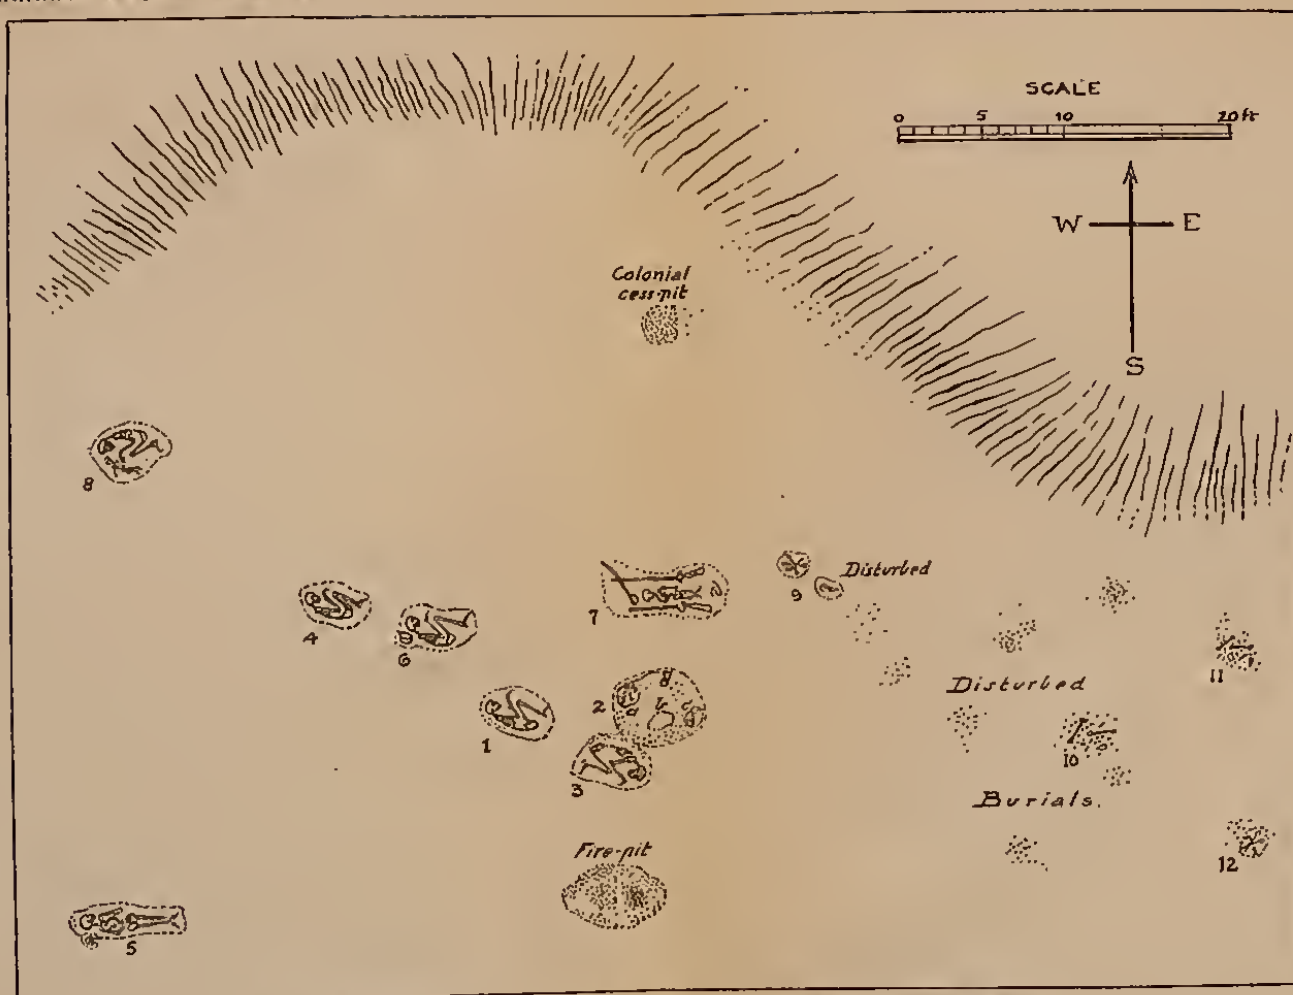 SCALE
0 5 10 20 ft
W E
S
Colonial
cess-pit
8
4
6
7
9
Disturbed
1
2
3
11
Disturbed
10
Burials.
Fire-pit
12
5